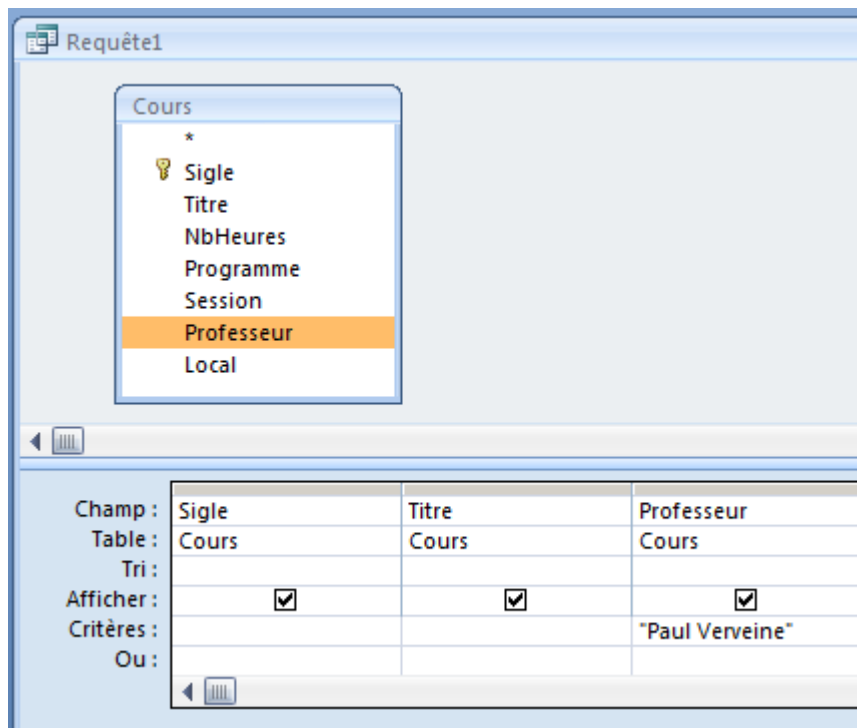 Requête1
Cours
*
Sigle
Titre
NbHeures
Programme
Session
Professeur
Local
Champ : Sigle Titre Professeur
Table : Cours Cours Cours
Tri :
Afficher :
Critères : "Paul Verveine"
Ou :